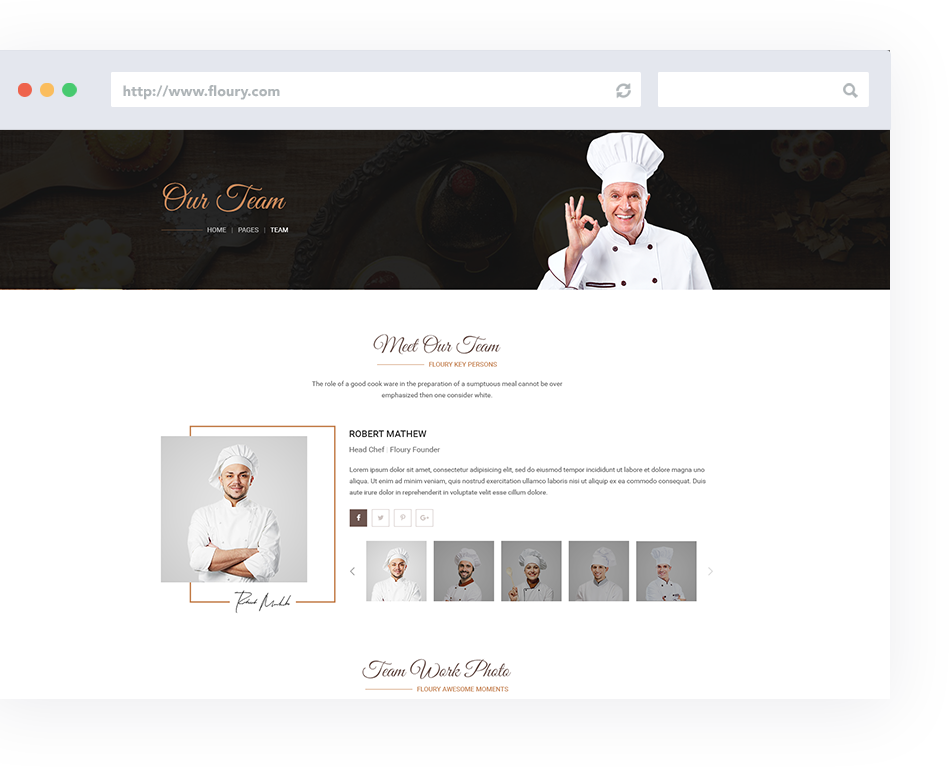 http://www.floury.com
Our Team
HOME | PAGES | TEAM
Meet Our Team
FLOURY KEY PERSONS
The role of a good cook ware in the preparation of a sumptuous meal cannot be over
emphasized then one consider white.
ROBERT MATHEW
Head Chef | Floury Founder
Lorem ipsum dolor sit amet, consectetur adipisicing elit, sed do eiusmod tempor incididunt ut labore et dolore magna uno
aliqua. Ut enim ad minim veniam, quis nostrud exercitation ullamco laboris nisi ut aliquip ex ea commodo consequat. Duis
aute irure dolor in reprehenderit in voluptate velit esse cillum dolore.
Team Work Photo
FLOURY AWESOME MOMENTS